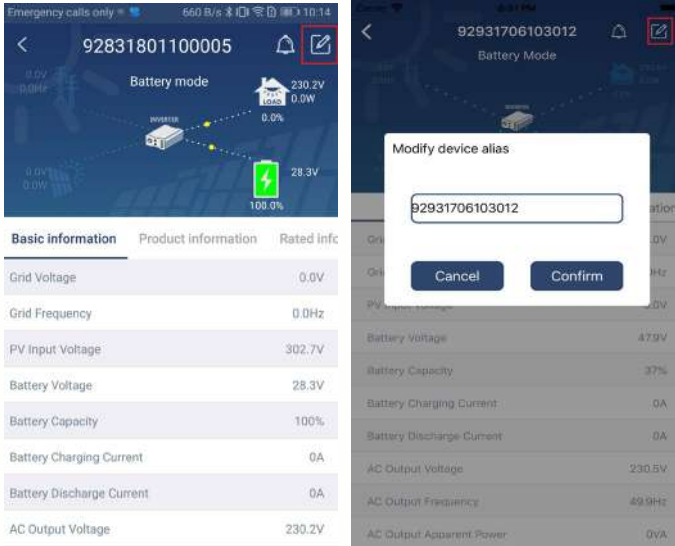 Emergency calls only
660 B/s
10:14
92831801100005
0.0V
0.0Hz
Battery mode
230.2V
0.0W
LOAD
0.0%
INVERTER
0.0V
0.0W
28.3V
100.0%
Basic information Product information Rated info
Grid Voltage 0.0V
Grid Frequency 0.0Hz
PV Input Voltage 302.7V
Battery Voltage 28.3V
Battery Capacity 100%
Battery Charging Current 0A
Battery Discharge Current 0A
AC Output Voltage 230.2V
92931706103012
Battery Mode
Modify device alias
92931706103012
Cancel Confirm
PV Input Voltage 0.0V
Battery Voltage 47.9V
Battery Capacity 37%
Battery Charging Current 0A
Battery Discharge Current 0A
AC Output Voltage 230.5V
AC Output Frequency 49.9Hz
AC Output Apparent Power 0VA